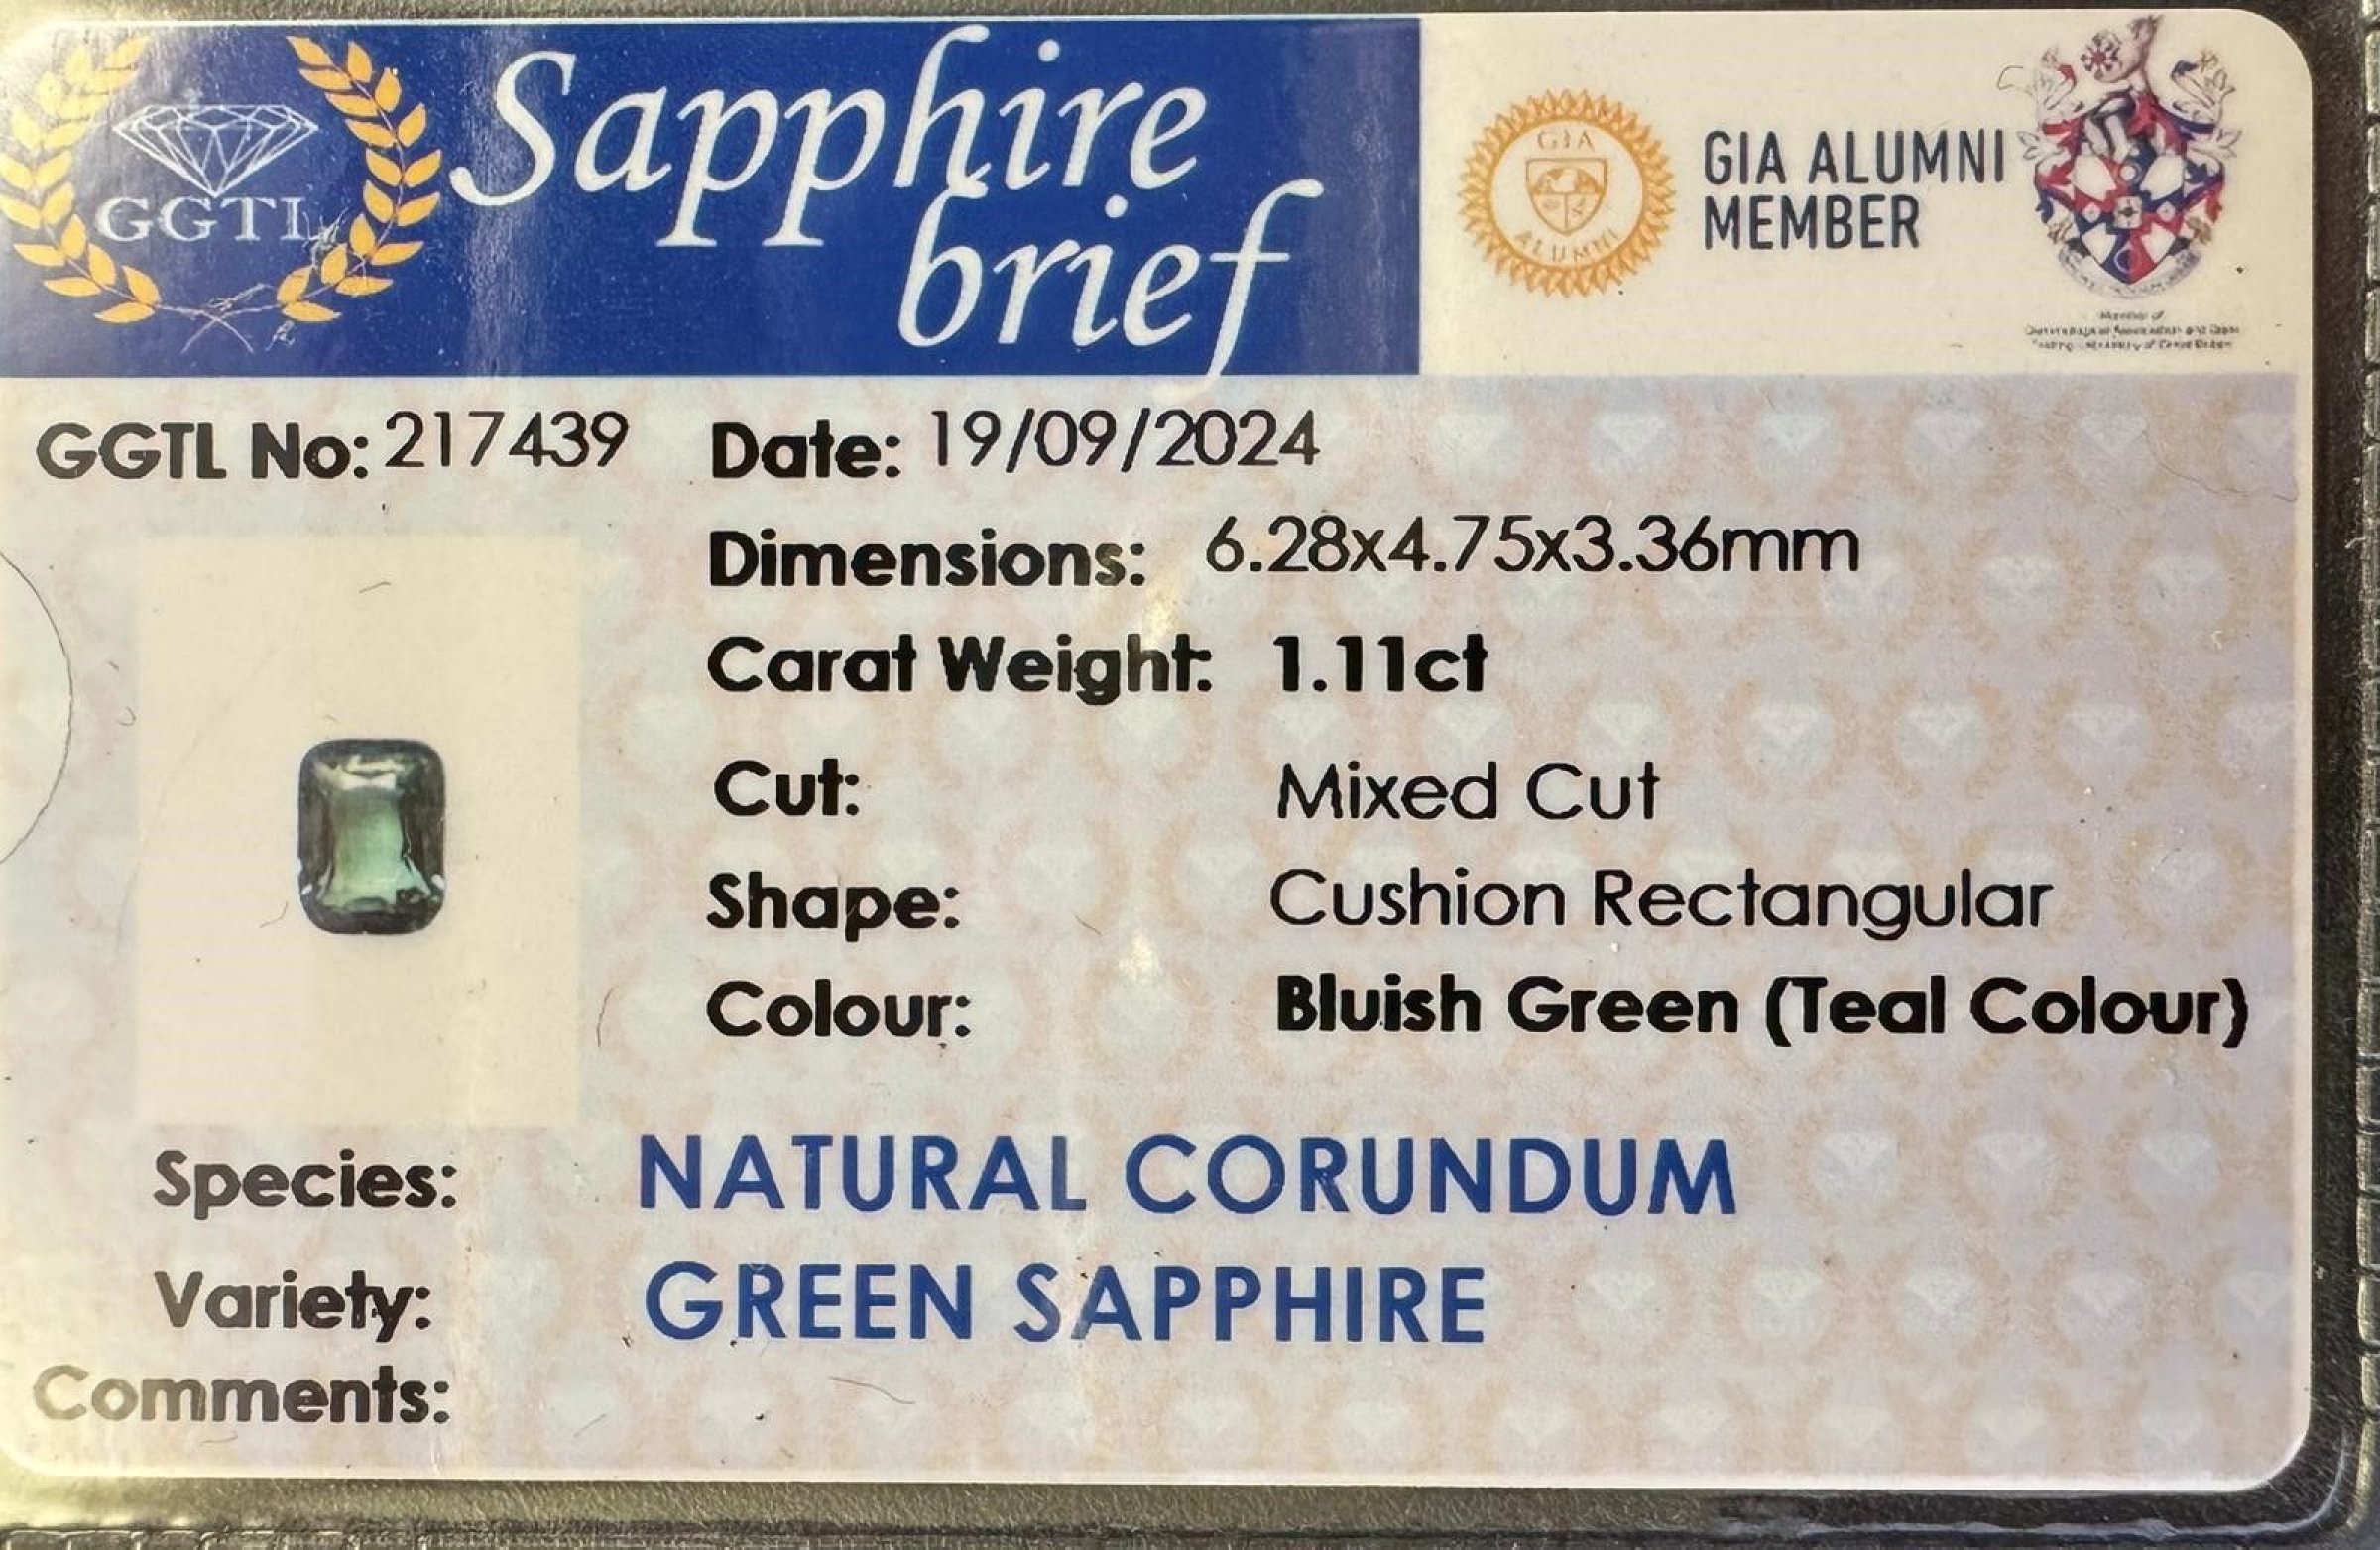 GGTL
Sapphire
brief
GIA
ALUMNI
GIA ALUMNI
MEMBER
Member of
GGTL No: 217439
Date: 19/09/2024
Dimensions: 6.28x4.75x3.36mm
Carat Weight: 1.11ct
Cut: Mixed Cut
Shape: Cushion Rectangular
Colour: Bluish Green (Teal Colour)
Species: NATURAL CORUNDUM
Variety: GREEN SAPPHIRE
Comments: